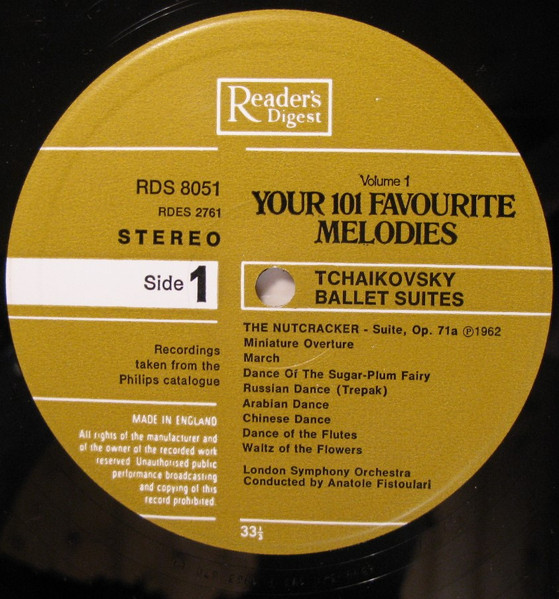 Reader's
Digest
RDS 8051
RDES 2761
STEREO
Side 1
Recordings
taken from the
Philips catalogue
MADE IN ENGLAND
All rights of the manufacturer and
of the owner of the recorded work
reserved. Unauthorised public
performance broadcasting
and copying of this
record prohibited.
Volume 1
YOUR 101 FAVOURITE
MELODIES
TCHAIKOVSKY
BALLET SUITES
THE NUTCRACKER - Suite, Op. 71a ℗1962
Miniature Overture
March
Dance Of The Sugar-Plum Fairy
Russian Dance (Trepak)
Arabian Dance
Chinese Dance
Dance of the Flutes
Waltz of the Flowers
London Symphony Orchestra
Conducted by Anatole Fistoulari
33⅓